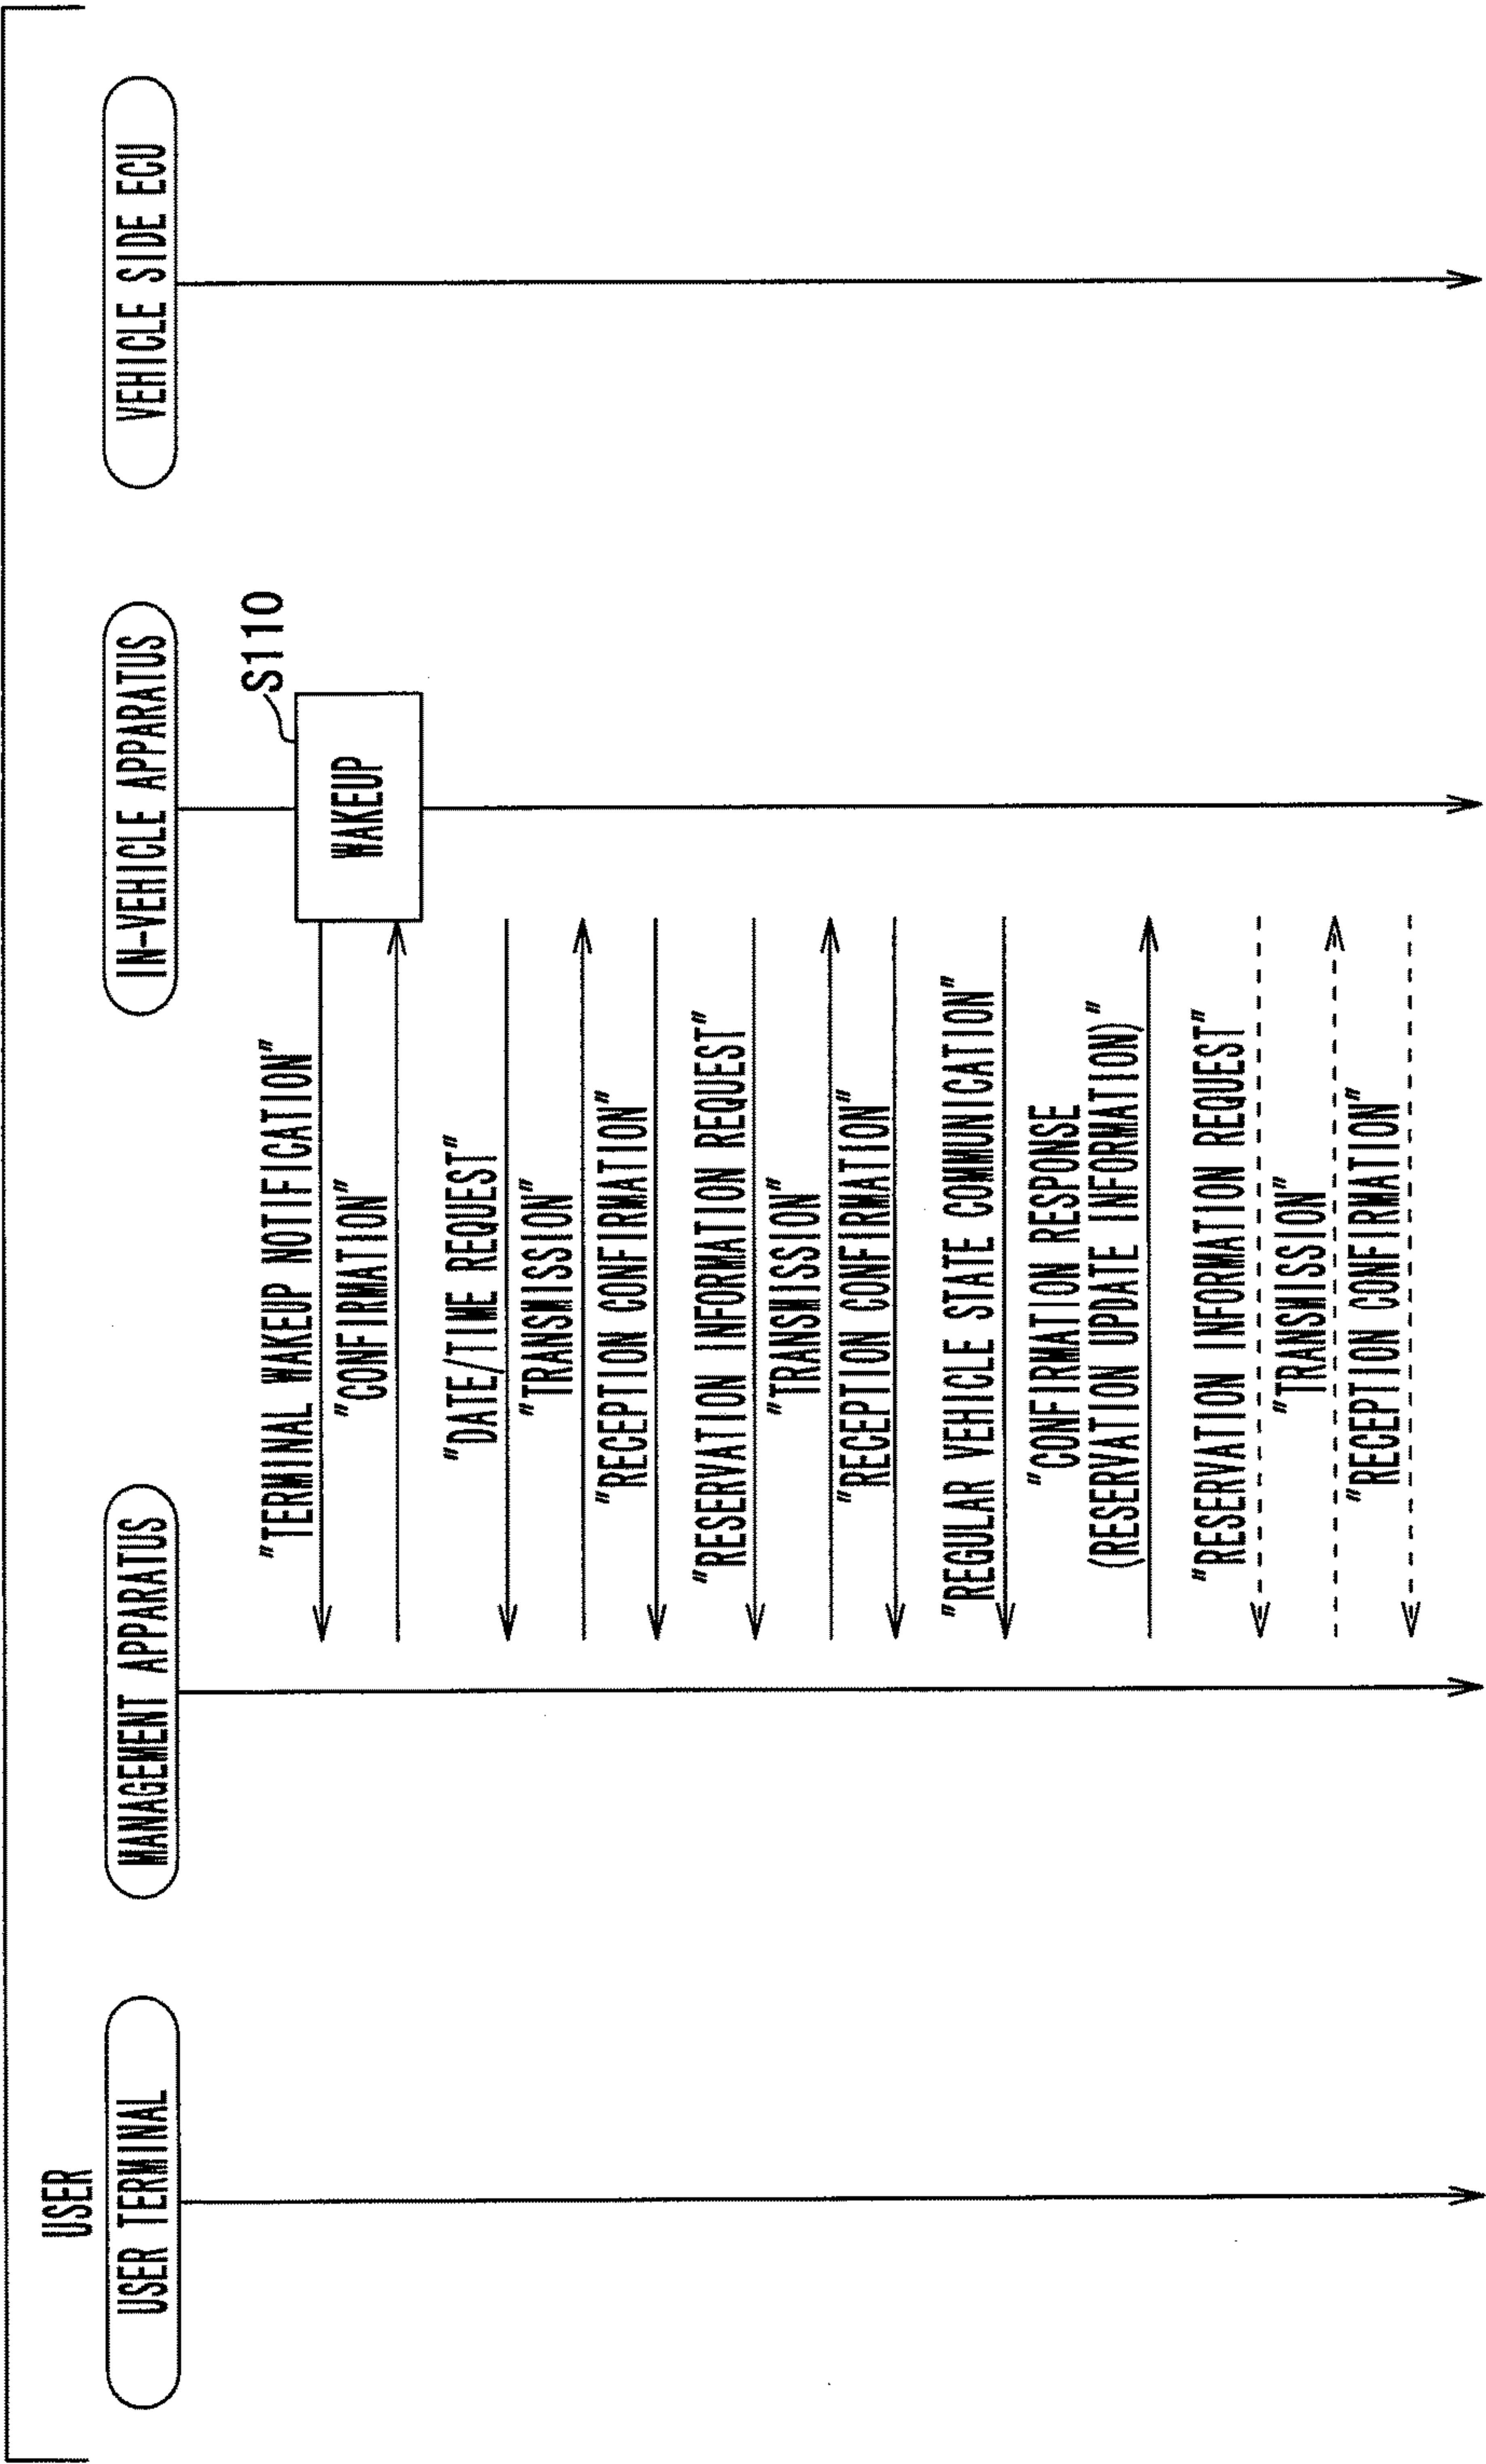 USER
USER TERMINAL
MANAGEMENT APPARATUS
IN-VEHICLE APPARATUS
VEHICLE SIDE ECU
S110
WAKEUP
"TERMINAL WAKEUP NOTIFICATION"
"CONFIRMATION"
"DATE/TIME REQUEST"
"TRANSMISSION"
"RECEPTION CONFIRMATION"
"RESERVATION INFORMATION REQUEST"
"TRANSMISSION"
"RECEPTION CONFIRMATION"
"REGULAR VEHICLE STATE COMMUNICATION"
"CONFIRMATION RESPONSE
(RESERVATION UPDATE INFORMATION)"
"RESERVATION INFORMATION REQUEST"
"TRANSMISSION"
"RECEPTION CONFIRMATION"